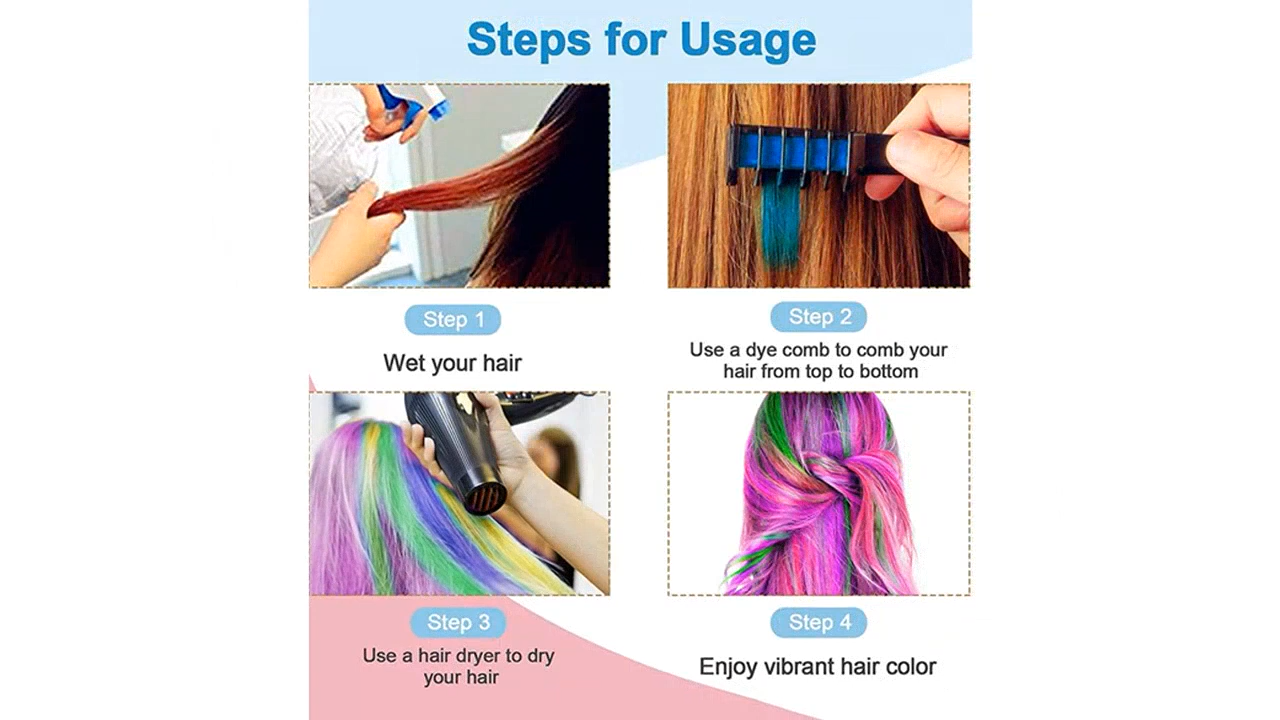 Steps for Usage
Step 1
Wet your hair
Step 2
Use a dye comb to comb your
hair from top to bottom
Step 3
Use a hair dryer to dry
your hair
Step 4
Enjoy vibrant hair color